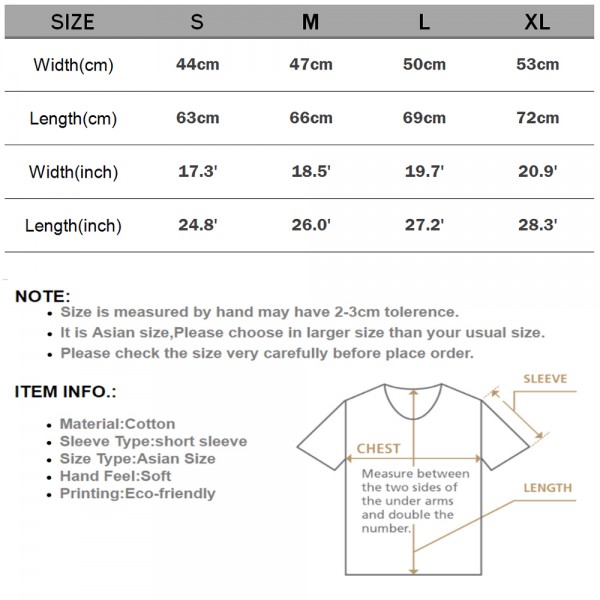 SIZE S M L XL
Width(cm) 44cm 47cm 50cm 53cm
Length(cm) 63cm 66cm 69cm 72cm
Width(inch) 17.3' 18.5' 19.7' 20.9'
Length(inch) 24.8' 26.0' 27.2' 28.3'
NOTE:
Size is measured by hand may have 2-3cm tolerence.
It is Asian size,Please choose in larger size than your usual size.
Please check the size very carefully before place order.
ITEM INFO.:
Material:Cotton
Sleeve Type:short sleeve
Size Type:Asian Size
Hand Feel:Soft
Printing:Eco-friendly
SLEEVE
CHEST
Measure between
the two sides of
the under arms
and double the
number.
LENGTH